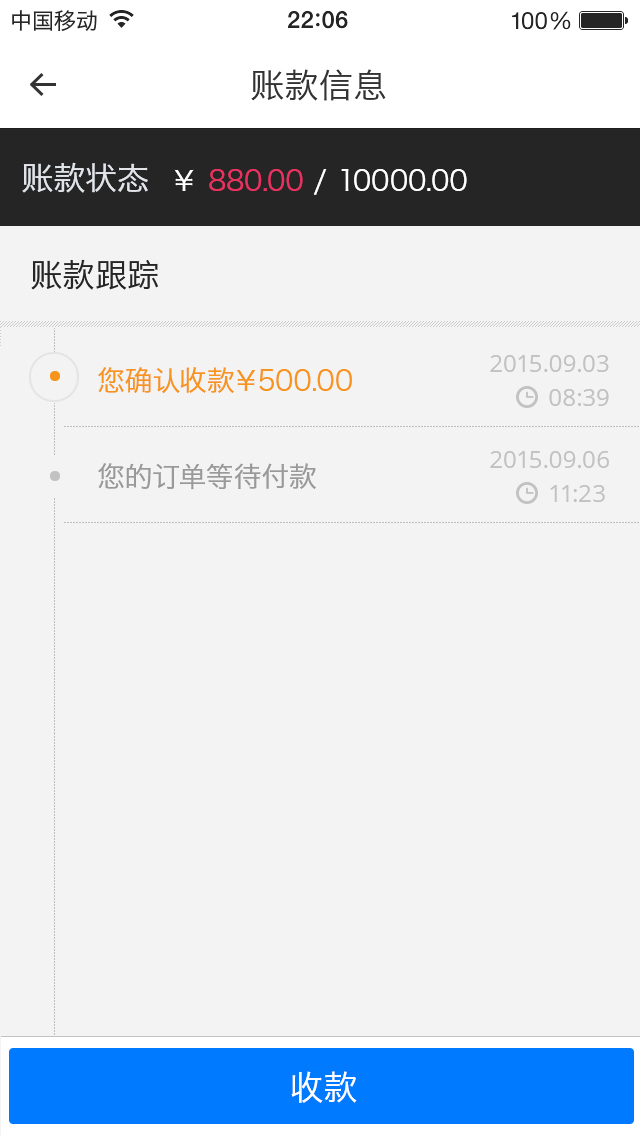 中国移动 22:06 100%
账款信息
账款状态 ¥ 880.00 / 10000.00
账款跟踪
您确认收款¥500.00
2015.09.03
08:39
您的订单等待付款
2015.09.06
11:23
收款